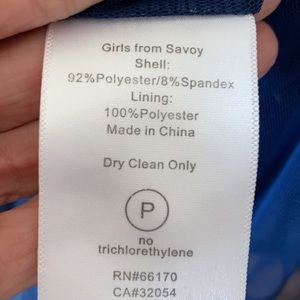 Girls from Savoy
Shell:
92%Polyester/8%Spandex
Lining:
100%Polyester
Made in China
Dry Clean Only
P
no
trichlorethylene
RN#66170
CA#32054